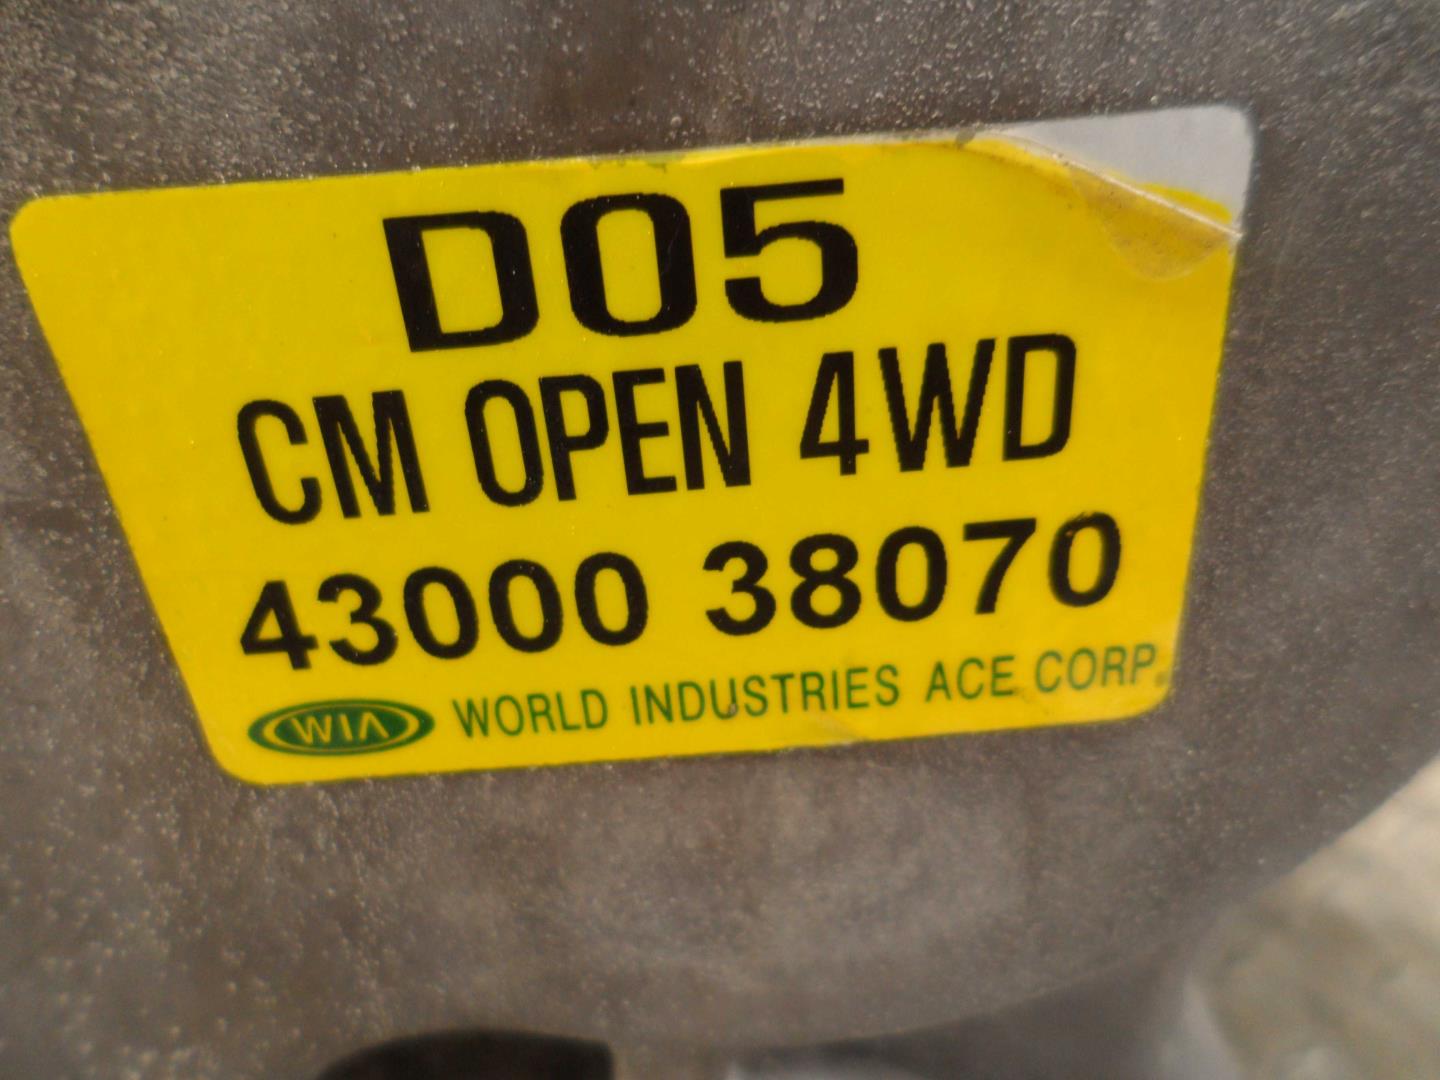 D05
CM OPEN 4WD
43000 38070
WIA WORLD INDUSTRIES ACE CORP.